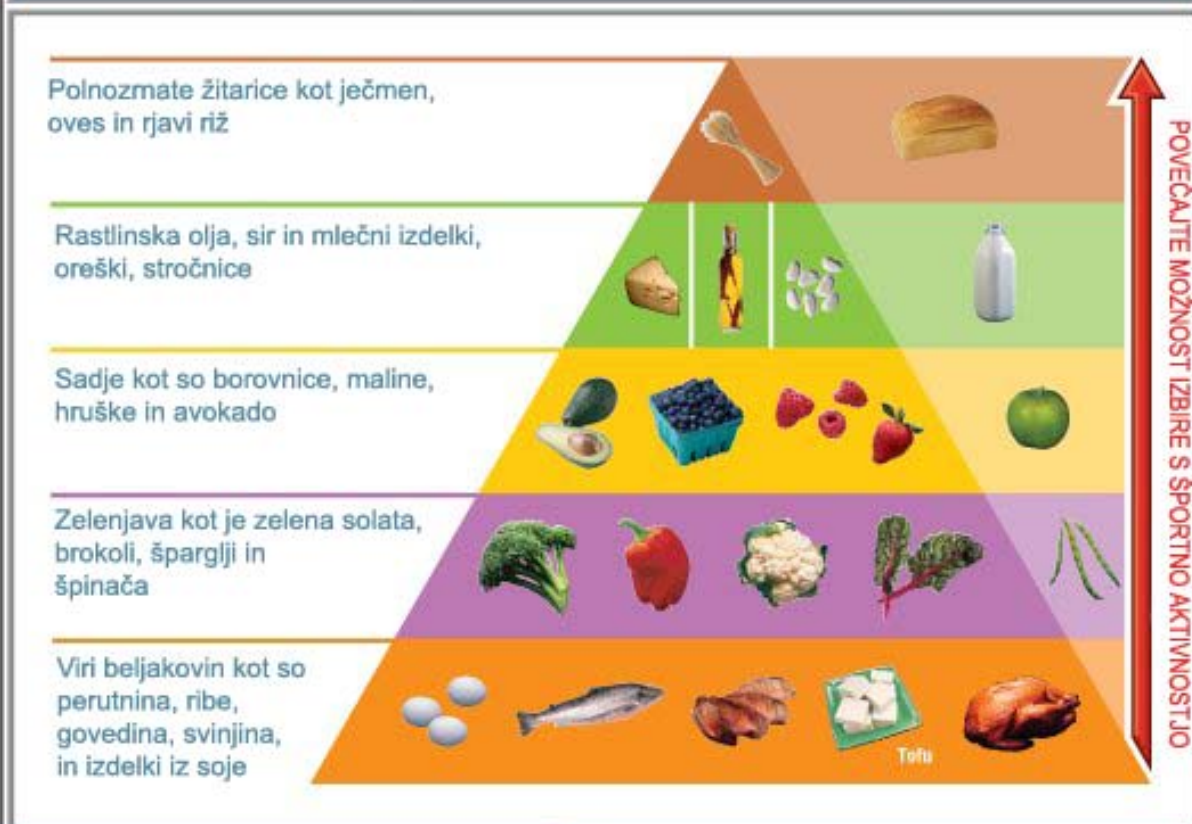 Polnozrnate žitarice kot ječmen,
oves in rjavi riž
Rastlinska olja, sir in mlečni izdelki,
oreški, stročnice
Sadje kot so borovnice, maline,
hruške in avokado
Zelenjava kot je zelena solata,
brokoli, šparglji in
špinača
Viri beljakovin kot so
perutnina, ribe,
govedina, svinjina,
in izdelki iz soje
Tofu
POVEČAJTE MOŽNOST IZBIRE S ŠPORTNO AKTIVNOSTJO